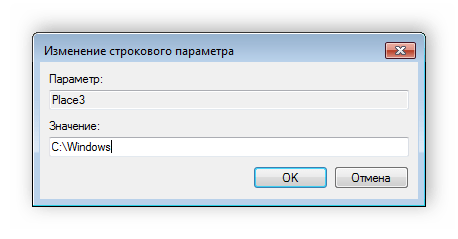 Изменение строкового параметра
Параметр:
Place3
Значение:
C:\Windows
OK
Отмена